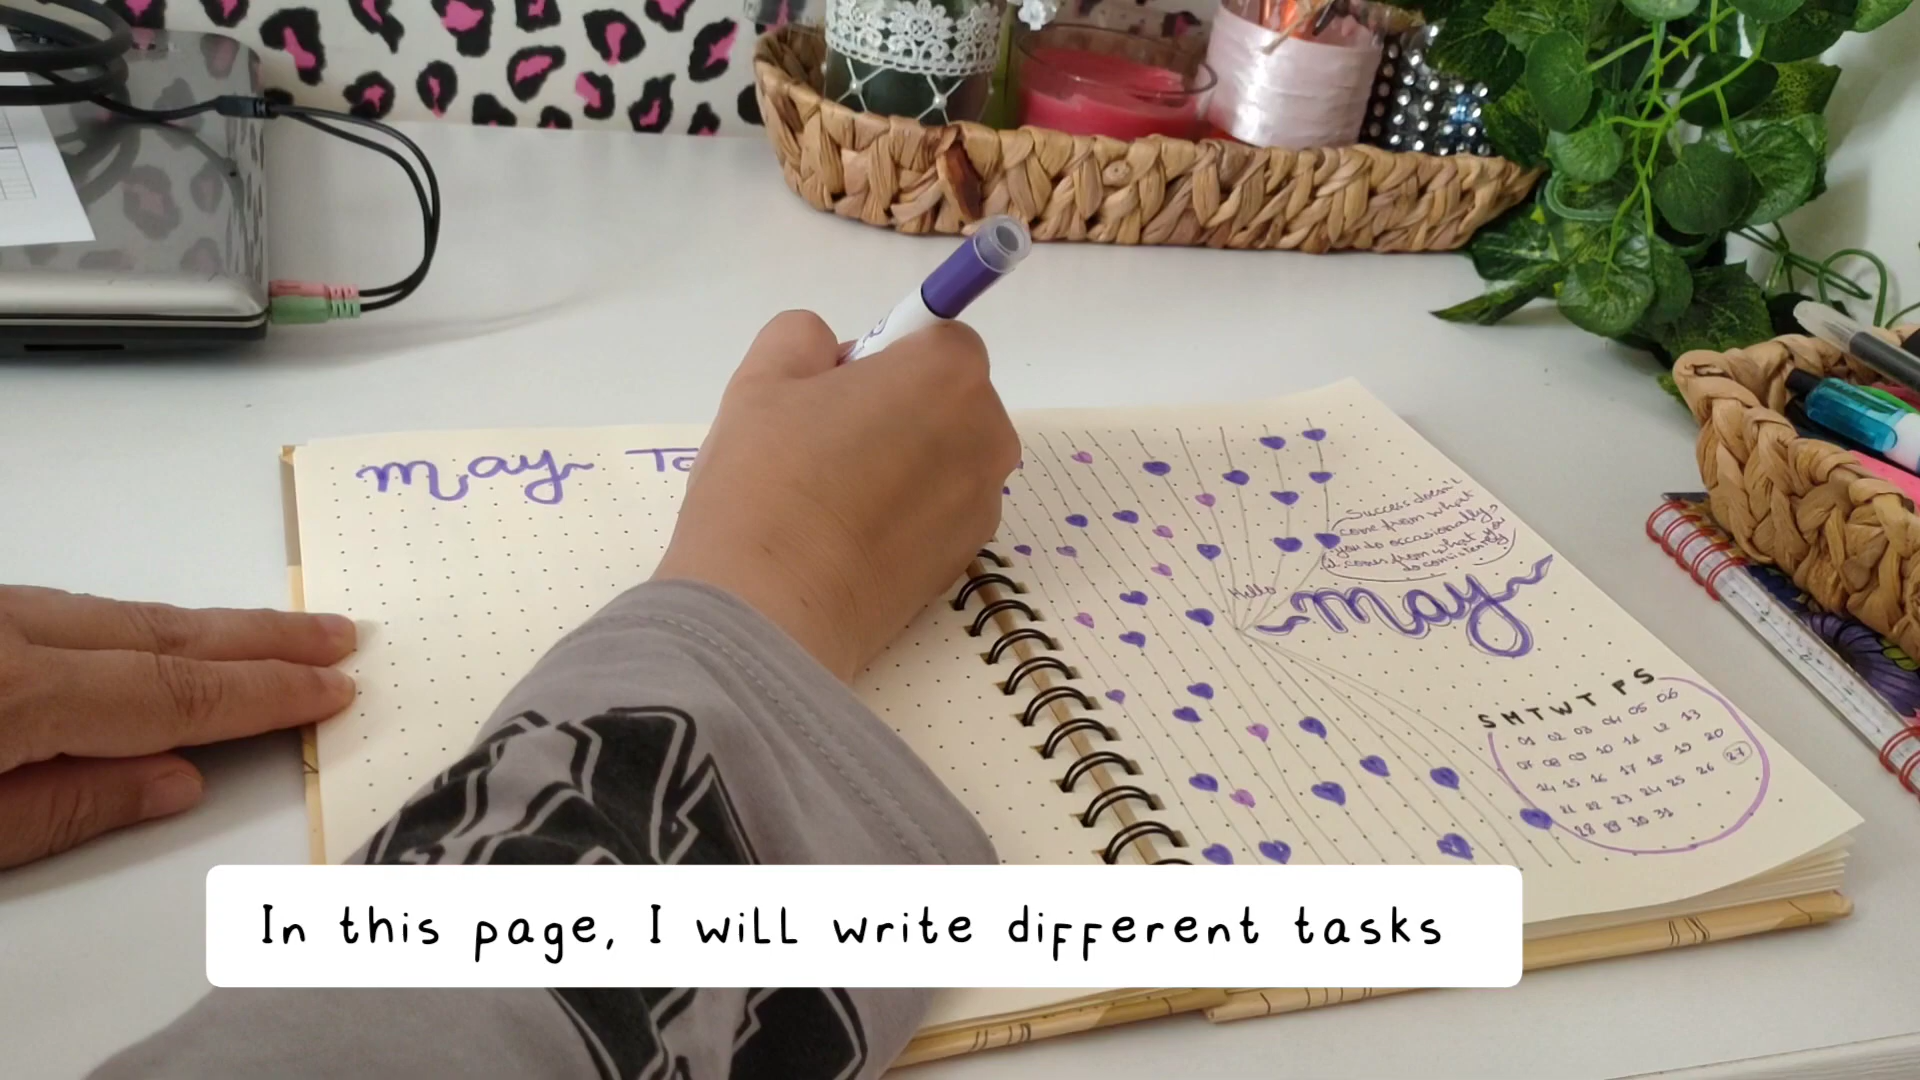 may To
Success doesn't
come from what
you do occasionally,
it comes from what you
do consistently
Hello
may
S M T W T F S
01 02 03 04 05 06
07 08 09 10 11 12 13
14 15 16 17 18 19 20
21 22 23 24 25 26 27
28 29 30 31
In this page, I will write different tasks